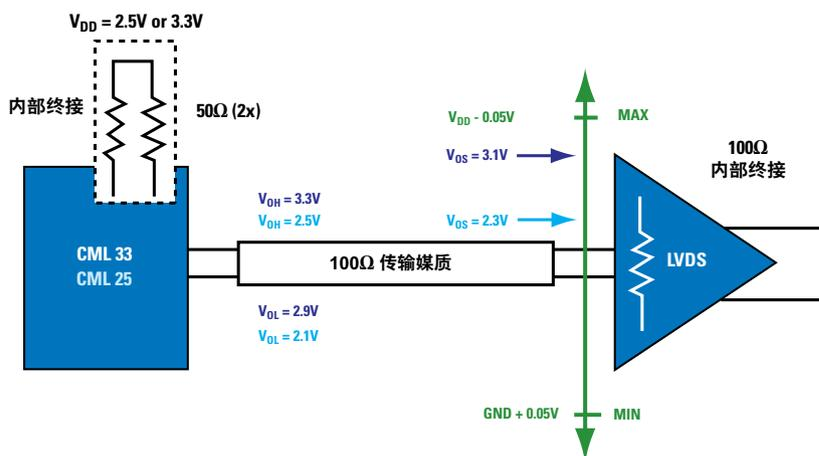 V_DD = 2.5V or 3.3V
内部终接
50Ω (2x)
V_DD - 0.05V
MAX
V_OS = 3.1V
100Ω
内部终接
V_OH = 3.3V
V_OH = 2.5V
V_OS = 2.3V
CML 33
CML 25
100Ω 传输媒质
LVDS
V_OL = 2.9V
V_OL = 2.1V
GND + 0.05V
MIN